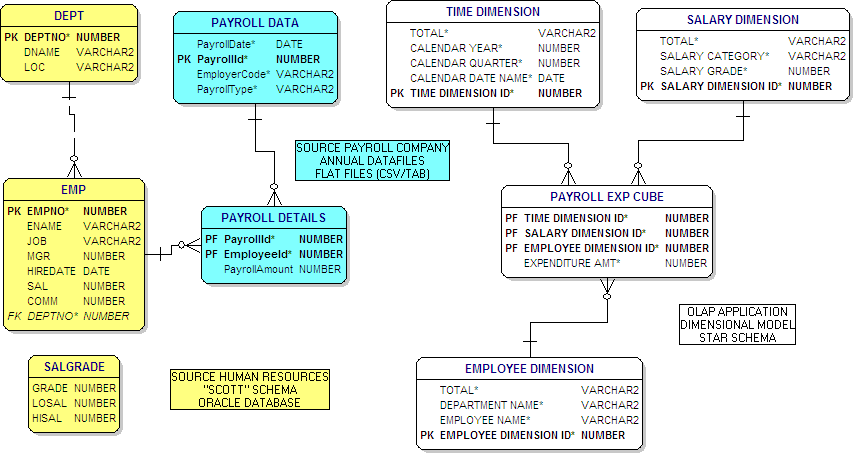 DEPT
PK DEPTNO* NUMBER
DNAME VARCHAR2
LOC VARCHAR2
PAYROLL DATA
PayrollDate* DATE
PK PayrollId* NUMBER
EmployerCode* VARCHAR2
PayrollType* VARCHAR2
TIME DIMENSION
TOTAL* VARCHAR2
CALENDAR YEAR* NUMBER
CALENDAR QUARTER* NUMBER
CALENDAR DATE NAME* DATE
PK TIME DIMENSION ID* NUMBER
SALARY DIMENSION
TOTAL* VARCHAR2
SALARY CATEGORY* VARCHAR2
SALARY GRADE* NUMBER
PK SALARY DIMENSION ID* NUMBER
SOURCE PAYROLL COMPANY
ANNUAL DATAFILES
FLAT FILES (CSV/TAB)
EMP
PK EMPNO* NUMBER
ENAME VARCHAR2
JOB VARCHAR2
MGR NUMBER
HIREDATE DATE
SAL NUMBER
COMM NUMBER
FK DEPTNO* NUMBER
PAYROLL DETAILS
PF PayrollId* NUMBER
PF EmployeeId* NUMBER
PayrollAmount NUMBER
PAYROLL EXP CUBE
PF TIME DIMENSION ID* NUMBER
PF SALARY DIMENSION ID* NUMBER
PF EMPLOYEE DIMENSION ID* NUMBER
EXPENDITURE AMT* NUMBER
OLAP APPLICATION
DIMENSIONAL MODEL
STAR SCHEMA
SALGRADE
GRADE NUMBER
LOSAL NUMBER
HISAL NUMBER
SOURCE HUMAN RESOURCES
"SCOTT" SCHEMA
ORACLE DATABASE
EMPLOYEE DIMENSION
TOTAL* VARCHAR2
DEPARTMENT NAME* VARCHAR2
EMPLOYEE NAME* VARCHAR2
PK EMPLOYEE DIMENSION ID* NUMBER